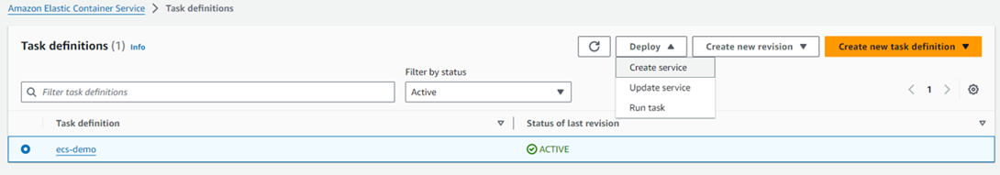 Amazon Elastic Container Service > Task definitions
Task definitions (1) Info
Deploy Create new revision Create new task definition
Create service
Update service
Run task
Filter by status
Filter task definitions Active 1
Task definition Status of last revision
ecs-demo ACTIVE